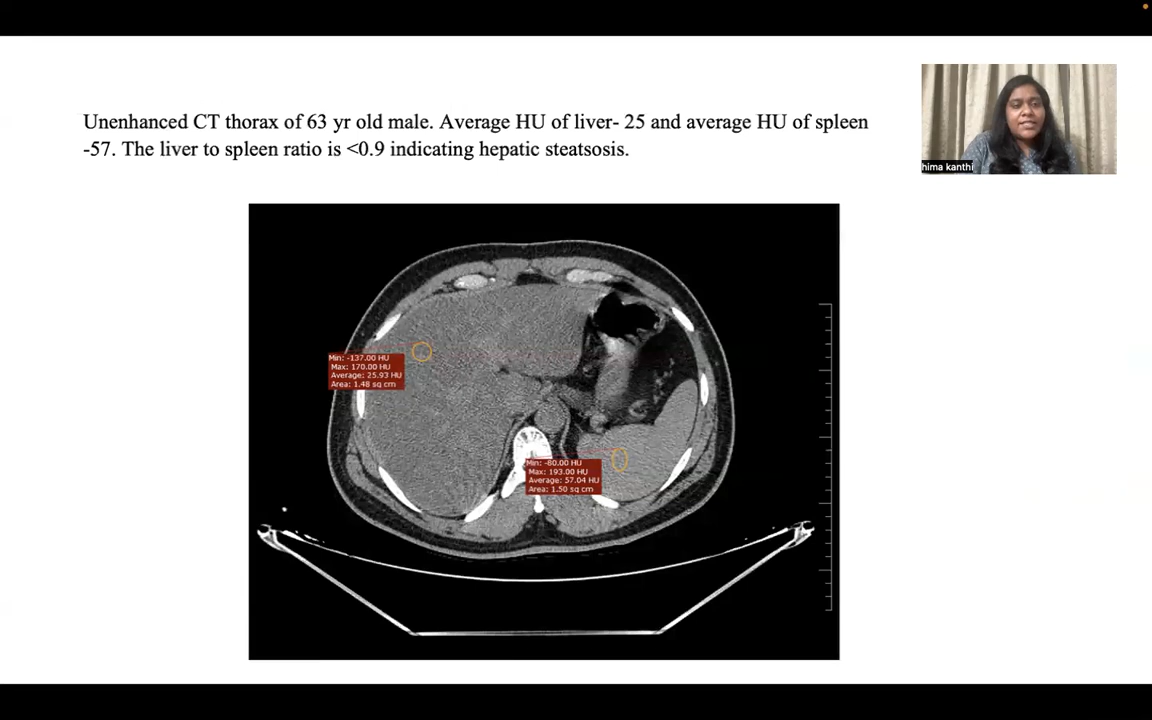 Unenhanced CT thorax of 63 yr old male. Average HU of liver- 25 and average HU of spleen
-57. The liver to spleen ratio is <0.9 indicating hepatic steatsosis.
hima kanthi
Min: -137.00 HU
Max: 170.00 HU
Average: 25.93 HU
Area: 1.48 sq cm
Min: -80.00 HU
Max: 193.00 HU
Average: 57.04 HU
Area: 1.50 sq cm